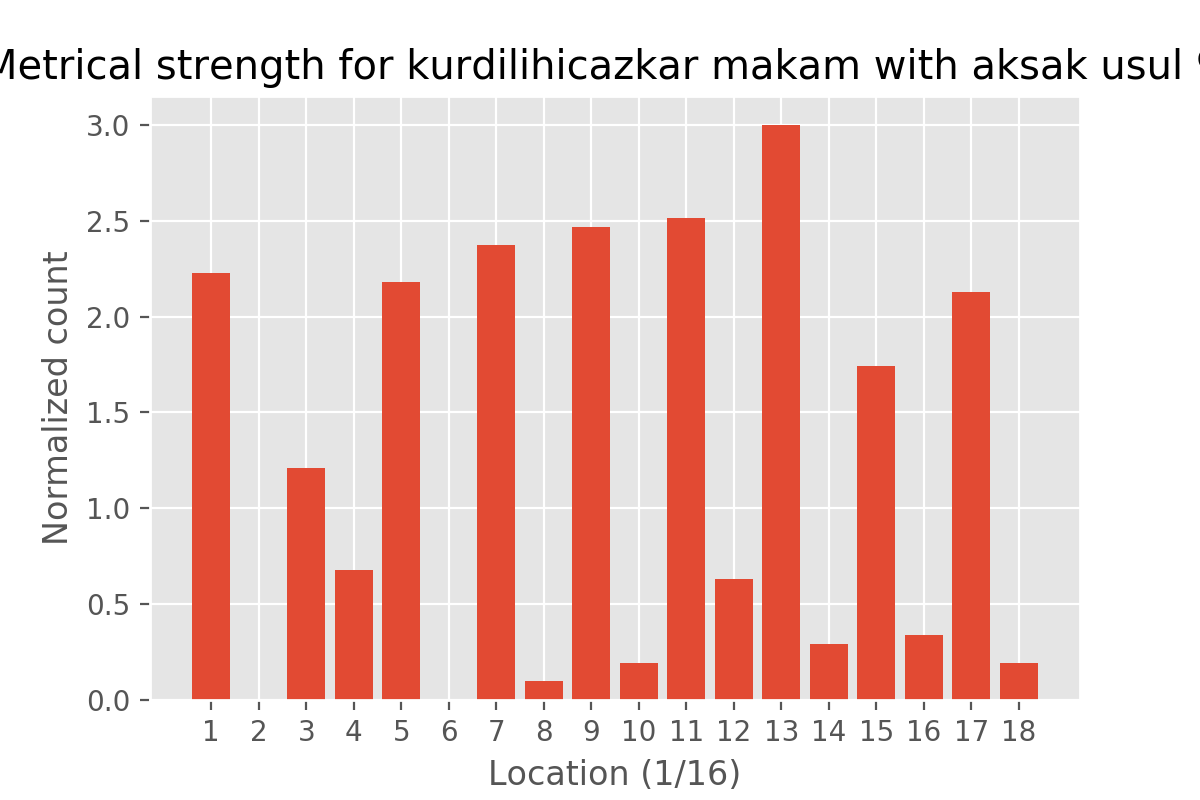 Metrical strength for kurdilihicazkar makam with aksak usul
3.0
2.5
2.0
1.5
1.0
0.5
0.0
Normalized count
1 2 3 4 5 6 7 8 9 10 11 12 13 14 15 16 17 18
Location (1/16)